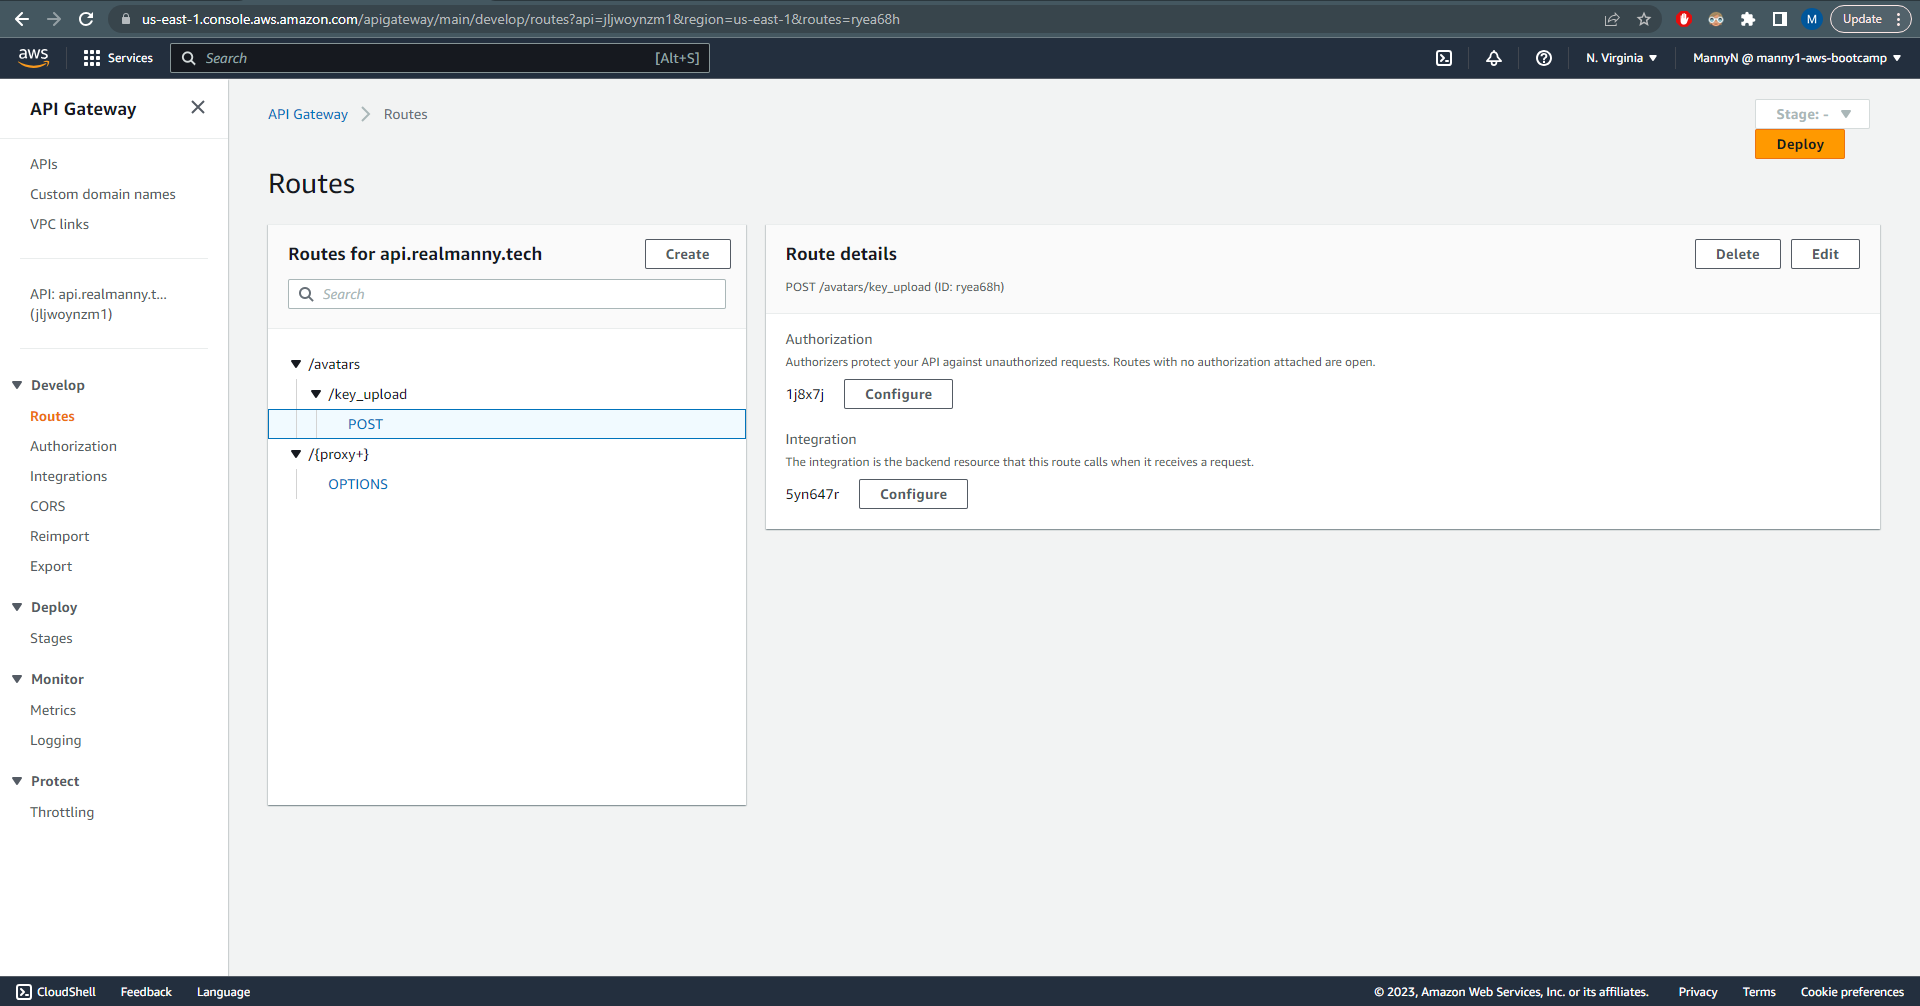 us-east-1.console.aws.amazon.com/apigateway/main/develop/routes?api=jljwoynzm1&region=us-east-1&routes=ryea68h
M
Update
aws
Services
Search
[Alt+S]
N. Virginia
MannyN @ manny1-aws-bootcamp
API Gateway
APIs
Custom domain names
VPC links
API: api.realmanny.t...
(jljwoynzm1)
Develop
Routes
Authorization
Integrations
CORS
Reimport
Export
Deploy
Stages
Monitor
Metrics
Logging
Protect
Throttling
API Gateway
Routes
Stage: -
Deploy
Routes
Routes for api.realmanny.tech
Create
Search
/avatars
/key_upload
POST
/{proxy+}
OPTIONS
Route details
Delete
Edit
POST /avatars/key_upload (ID: ryea68h)
Authorization
Authorizers protect your API against unauthorized requests. Routes with no authorization attached are open.
1j8x7j
Configure
Integration
The integration is the backend resource that this route calls when it receives a request.
5yn647r
Configure
CloudShell
Feedback
Language
© 2023, Amazon Web Services, Inc. or its affiliates.
Privacy
Terms
Cookie preferences